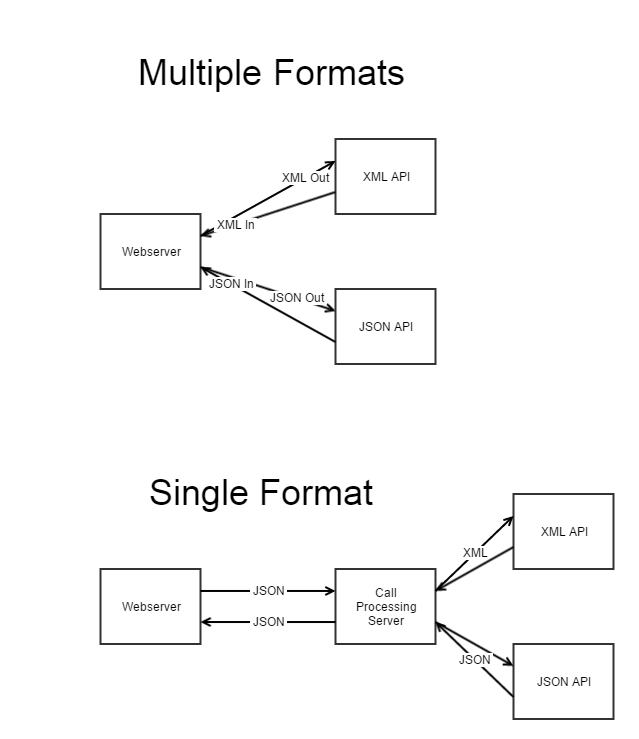 Multiple Formats
XML Out
XML API
XML In
Webserver
JSON In
JSON Out
JSON API
Single Format
XML API
XML
Webserver
JSON
JSON
Call
Processing
Server
JSON
JSON API